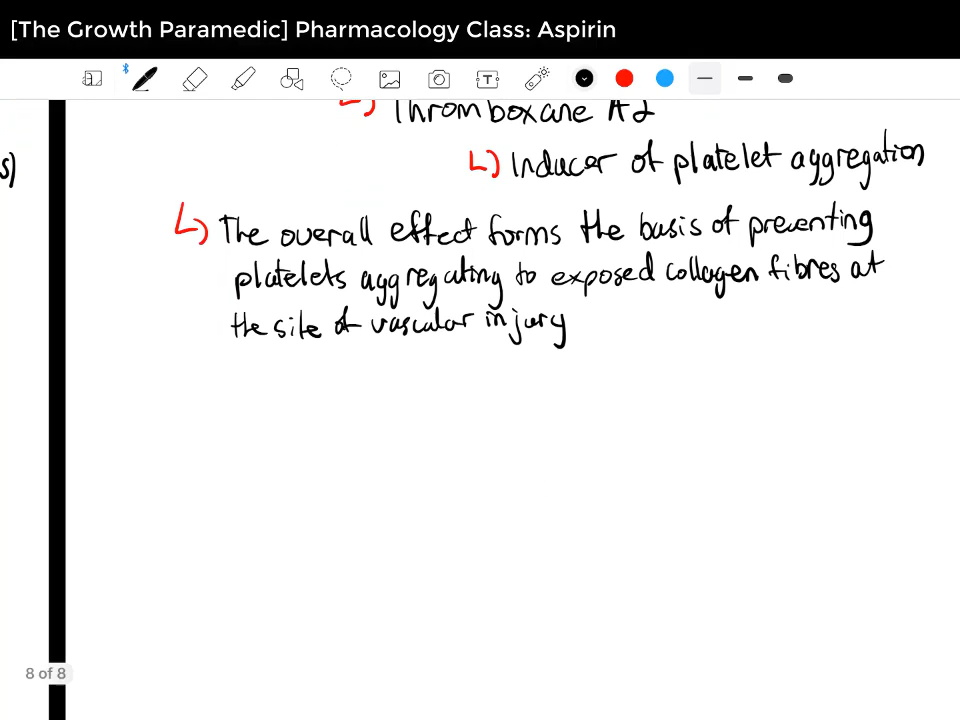 [The Growth Paramedic] Pharmacology Class: Aspirin
Thromboxane A2
s)
Inducer of platelet aggregation
The overall effect forms the basis of preventing
platelets aggregating to exposed collagen fibres at
the site of vascular injury
8 of 8